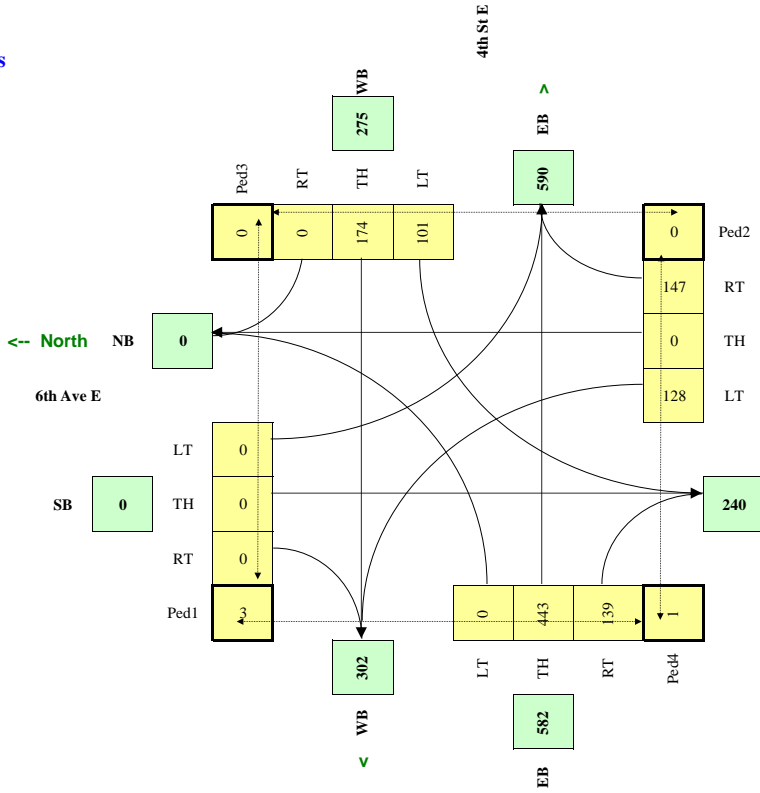 4th St E
s
WB
^
275
EB
Ped3
RT
TH
LT
590
0
0
174
101
0
Ped2
147
RT
<-- North
NB
0
0
TH
6th Ave E
128
LT
LT
0
SB
0
TH
0
240
RT
0
Ped1
3
0
443
139
1
302
LT
TH
RT
Ped4
WB
582
v
EB